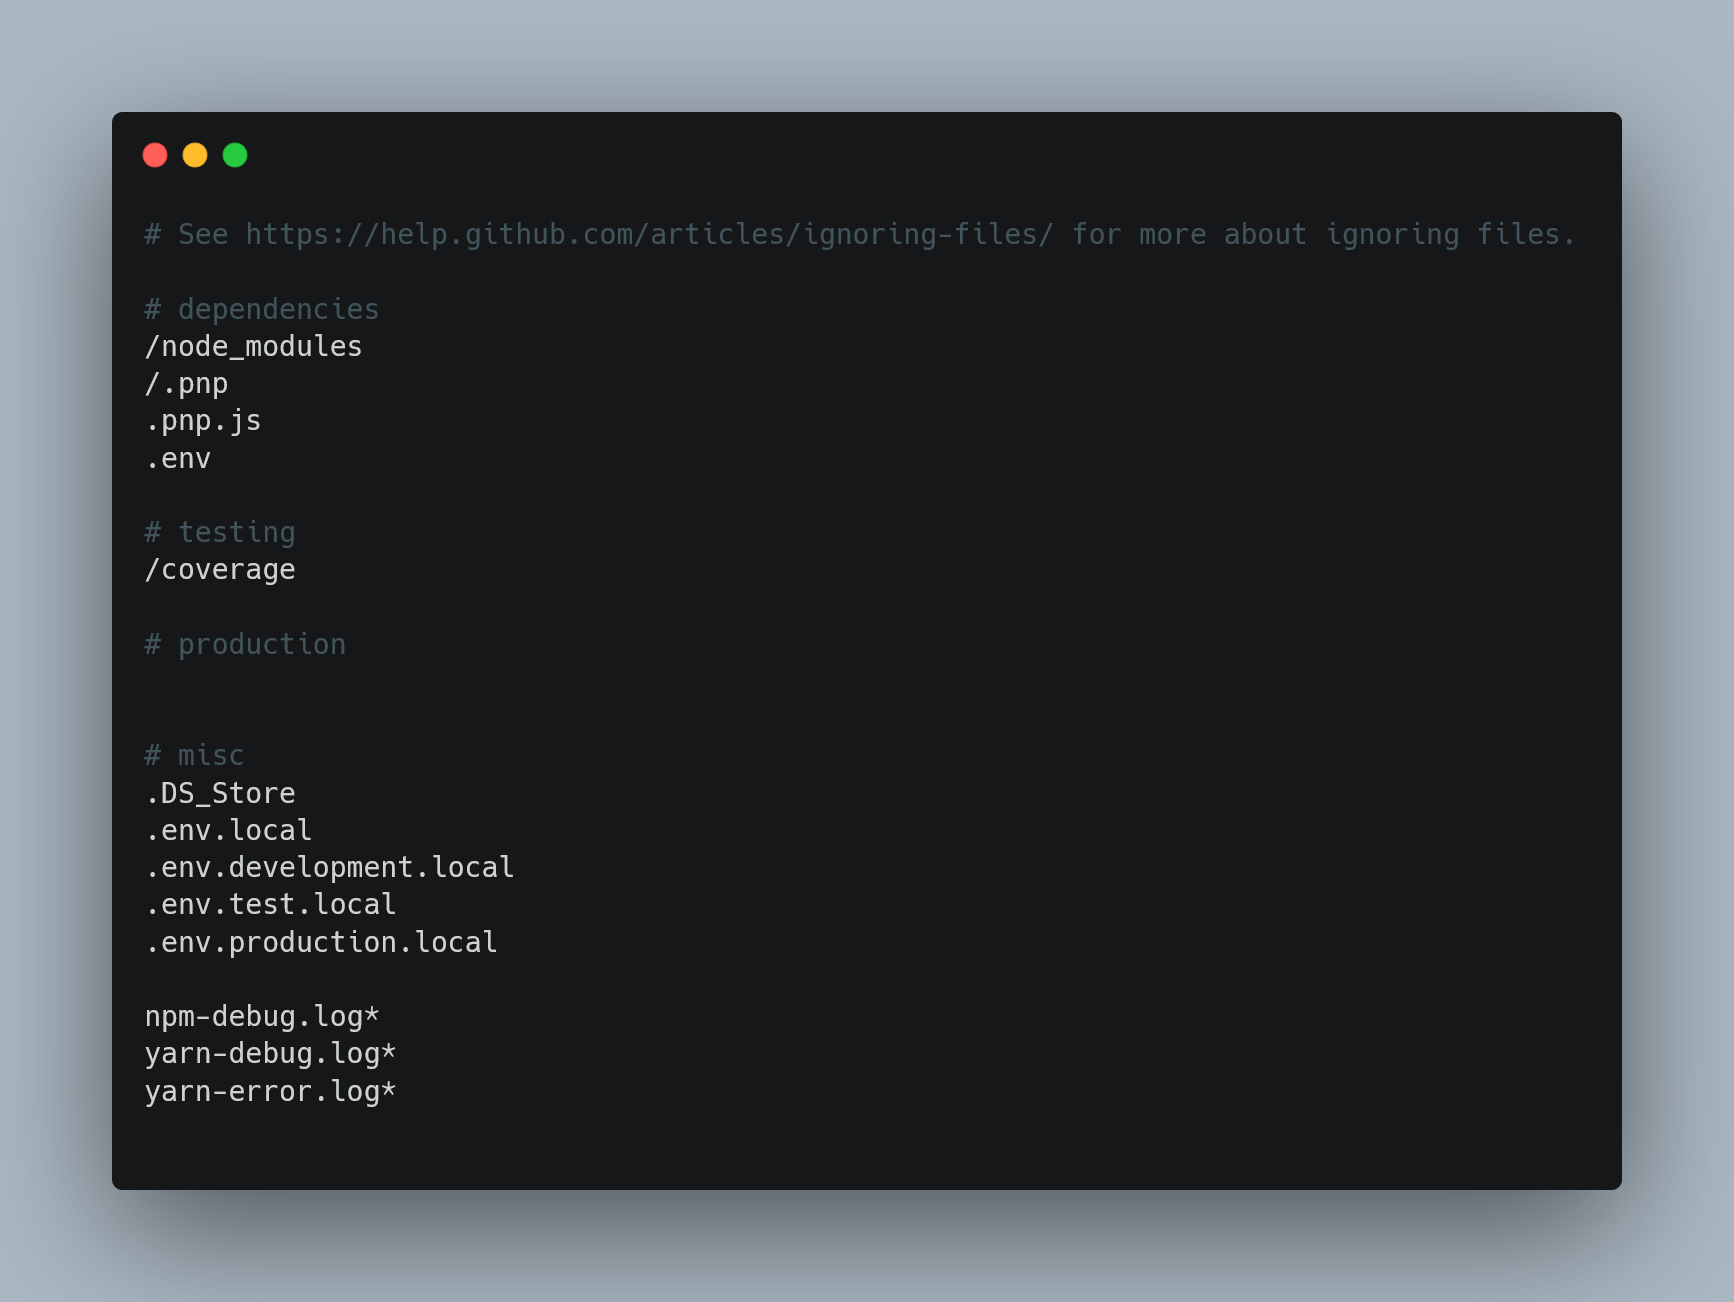 # See https://help.github.com/articles/ignoring-files/ for more about ignoring files.

# dependencies
/node_modules
/.pnp
.pnp.js
.env

# testing
/coverage

# production


# misc
.DS_Store
.env.local
.env.development.local
.env.test.local
.env.production.local

npm-debug.log*
yarn-debug.log*
yarn-error.log*